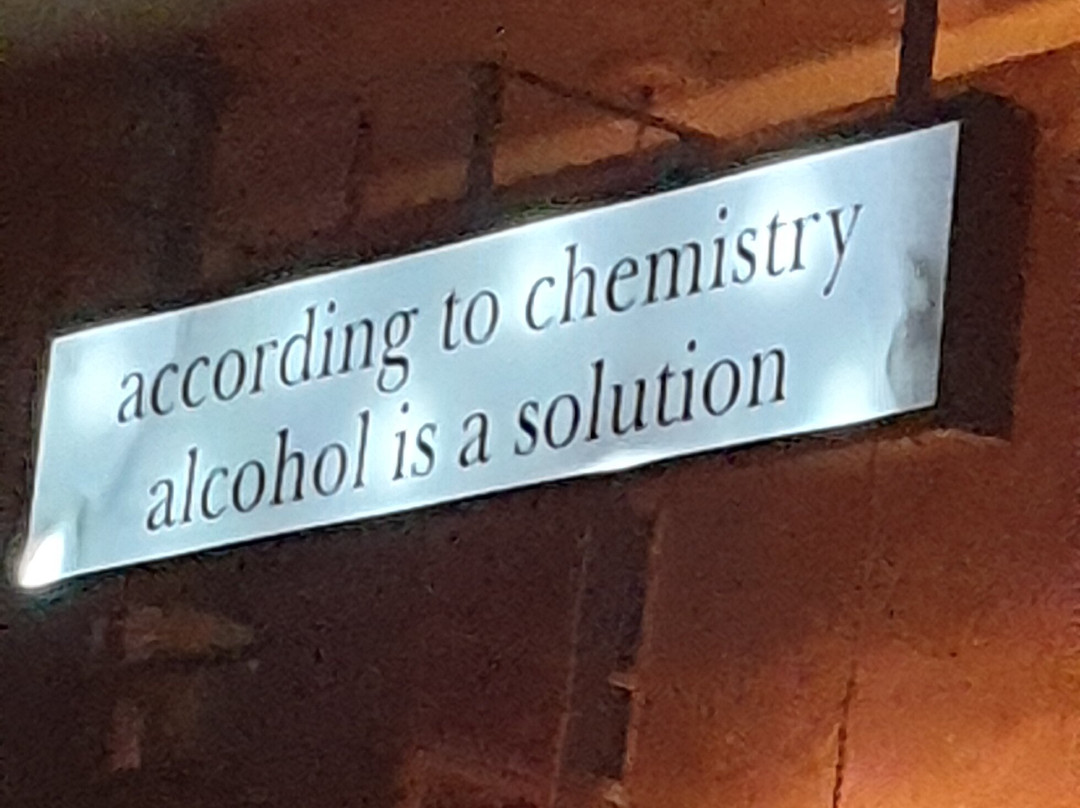 according to chemistry
alcohol is a solution